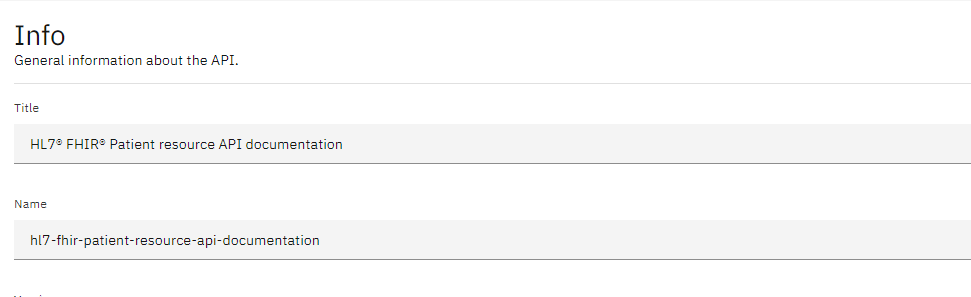 Info
General information about the API.
Title
HL7® FHIR® Patient resource API documentation
Name
hl7-fhir-patient-resource-api-documentation